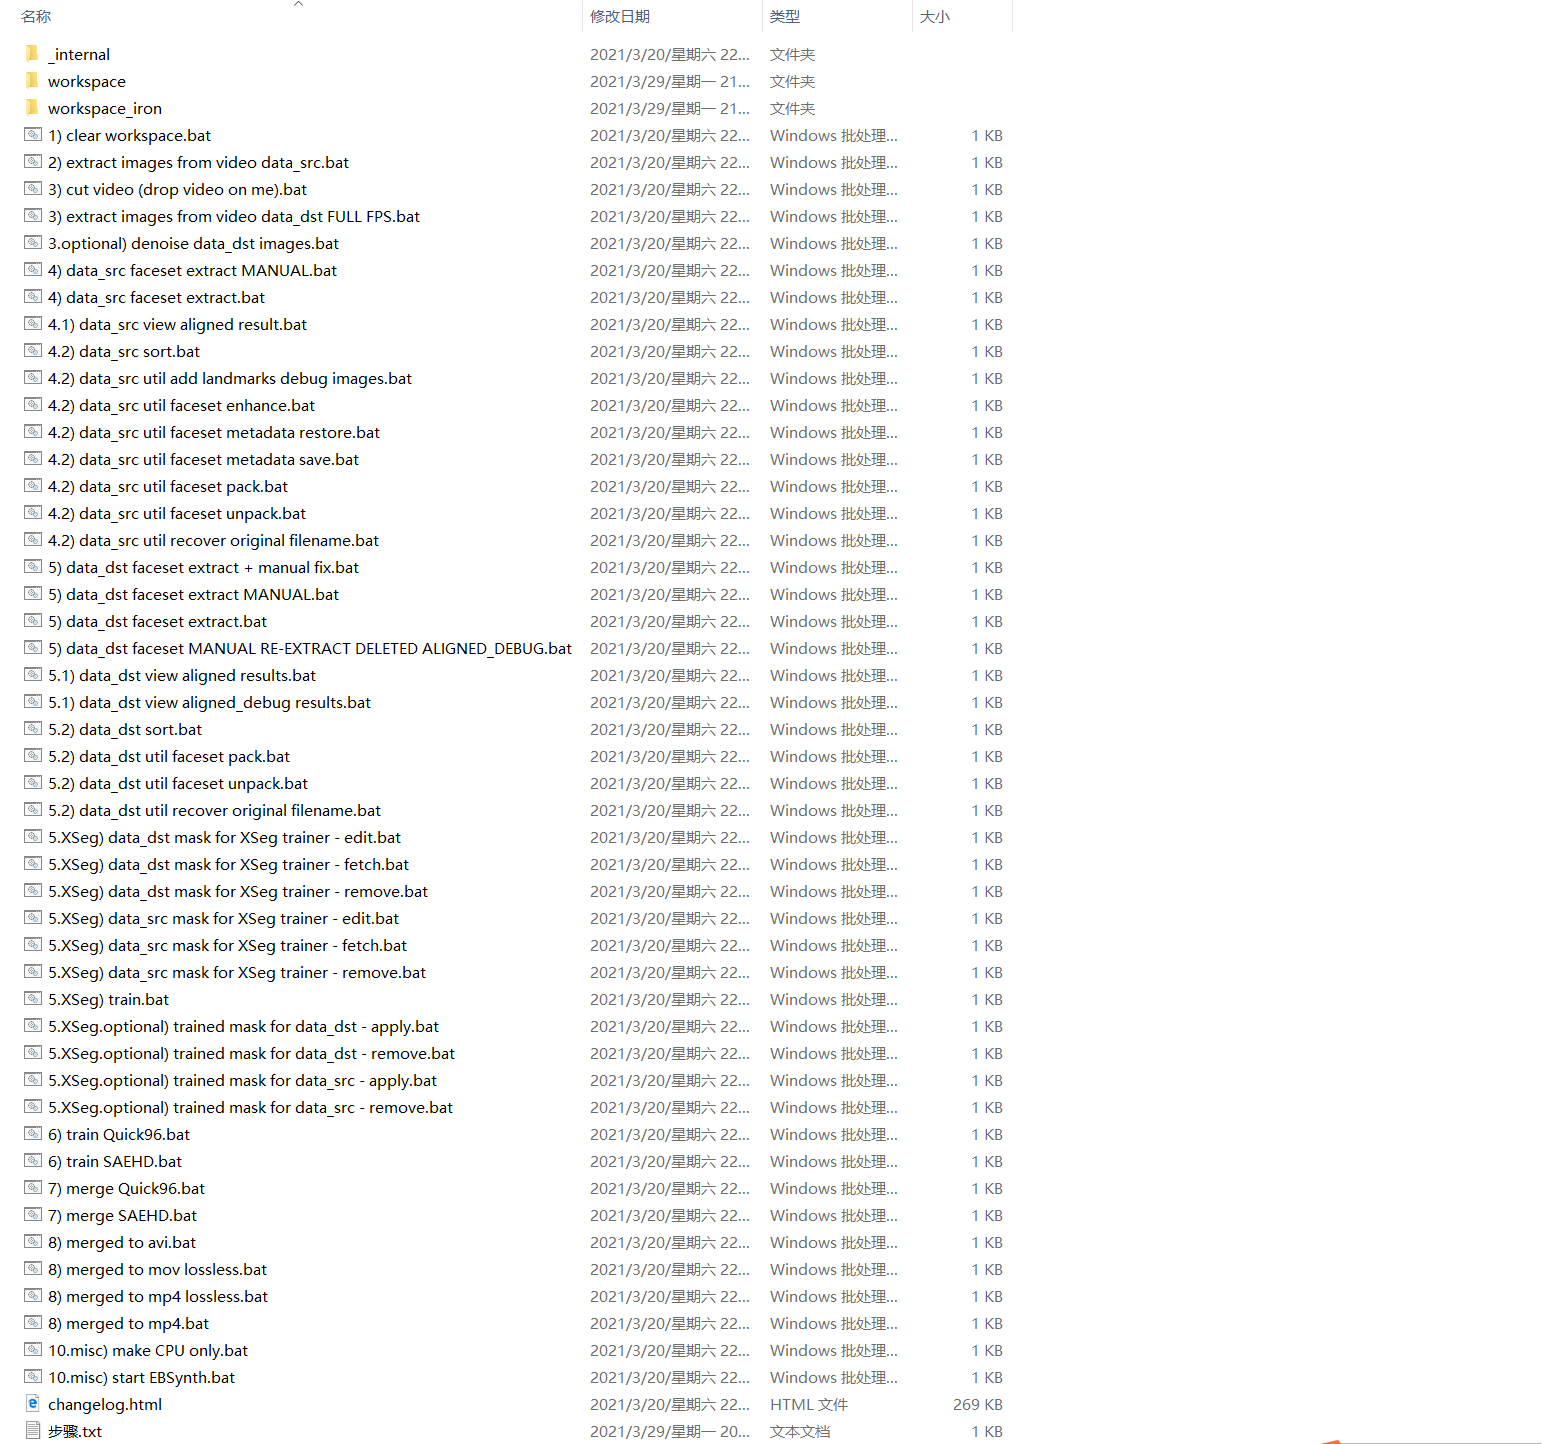 名称 修改日期 类型 大小
_internal 2021/3/20/星期六 22... 文件夹
workspace 2021/3/29/星期一 21... 文件夹
workspace_iron 2021/3/29/星期一 21... 文件夹
1) clear workspace.bat 2021/3/20/星期六 22... Windows 批处理... 1 KB
2) extract images from video data_src.bat 2021/3/20/星期六 22... Windows 批处理... 1 KB
3) cut video (drop video on me).bat 2021/3/20/星期六 22... Windows 批处理... 1 KB
3) extract images from video data_dst FULL FPS.bat 2021/3/20/星期六 22... Windows 批处理... 1 KB
3.optional) denoise data_dst images.bat 2021/3/20/星期六 22... Windows 批处理... 1 KB
4) data_src faceset extract MANUAL.bat 2021/3/20/星期六 22... Windows 批处理... 1 KB
4) data_src faceset extract.bat 2021/3/20/星期六 22... Windows 批处理... 1 KB
4.1) data_src view aligned result.bat 2021/3/20/星期六 22... Windows 批处理... 1 KB
4.2) data_src sort.bat 2021/3/20/星期六 22... Windows 批处理... 1 KB
4.2) data_src util add landmarks debug images.bat 2021/3/20/星期六 22... Windows 批处理... 1 KB
4.2) data_src util faceset enhance.bat 2021/3/20/星期六 22... Windows 批处理... 1 KB
4.2) data_src util faceset metadata restore.bat 2021/3/20/星期六 22... Windows 批处理... 1 KB
4.2) data_src util faceset metadata save.bat 2021/3/20/星期六 22... Windows 批处理... 1 KB
4.2) data_src util faceset pack.bat 2021/3/20/星期六 22... Windows 批处理... 1 KB
4.2) data_src util faceset unpack.bat 2021/3/20/星期六 22... Windows 批处理... 1 KB
4.2) data_src util recover original filename.bat 2021/3/20/星期六 22... Windows 批处理... 1 KB
5) data_dst faceset extract + manual fix.bat 2021/3/20/星期六 22... Windows 批处理... 1 KB
5) data_dst faceset extract MANUAL.bat 2021/3/20/星期六 22... Windows 批处理... 1 KB
5) data_dst faceset extract.bat 2021/3/20/星期六 22... Windows 批处理... 1 KB
5) data_dst faceset MANUAL RE-EXTRACT DELETED ALIGNED_DEBUG.bat 2021/3/20/星期六 22... Windows 批处理... 1 KB
5.1) data_dst view aligned results.bat 2021/3/20/星期六 22... Windows 批处理... 1 KB
5.1) data_dst view aligned_debug results.bat 2021/3/20/星期六 22... Windows 批处理... 1 KB
5.2) data_dst sort.bat 2021/3/20/星期六 22... Windows 批处理... 1 KB
5.2) data_dst util faceset pack.bat 2021/3/20/星期六 22... Windows 批处理... 1 KB
5.2) data_dst util faceset unpack.bat 2021/3/20/星期六 22... Windows 批处理... 1 KB
5.2) data_dst util recover original filename.bat 2021/3/20/星期六 22... Windows 批处理... 1 KB
5.XSeg) data_dst mask for XSeg trainer - edit.bat 2021/3/20/星期六 22... Windows 批处理... 1 KB
5.XSeg) data_dst mask for XSeg trainer - fetch.bat 2021/3/20/星期六 22... Windows 批处理... 1 KB
5.XSeg) data_dst mask for XSeg trainer - remove.bat 2021/3/20/星期六 22... Windows 批处理... 1 KB
5.XSeg) data_src mask for XSeg trainer - edit.bat 2021/3/20/星期六 22... Windows 批处理... 1 KB
5.XSeg) data_src mask for XSeg trainer - fetch.bat 2021/3/20/星期六 22... Windows 批处理... 1 KB
5.XSeg) data_src mask for XSeg trainer - remove.bat 2021/3/20/星期六 22... Windows 批处理... 1 KB
5.XSeg) train.bat 2021/3/20/星期六 22... Windows 批处理... 1 KB
5.XSeg.optional) trained mask for data_dst - apply.bat 2021/3/20/星期六 22... Windows 批处理... 1 KB
5.XSeg.optional) trained mask for data_dst - remove.bat 2021/3/20/星期六 22... Windows 批处理... 1 KB
5.XSeg.optional) trained mask for data_src - apply.bat 2021/3/20/星期六 22... Windows 批处理... 1 KB
5.XSeg.optional) trained mask for data_src - remove.bat 2021/3/20/星期六 22... Windows 批处理... 1 KB
6) train Quick96.bat 2021/3/20/星期六 22... Windows 批处理... 1 KB
6) train SAEHD.bat 2021/3/20/星期六 22... Windows 批处理... 1 KB
7) merge Quick96.bat 2021/3/20/星期六 22... Windows 批处理... 1 KB
7) merge SAEHD.bat 2021/3/20/星期六 22... Windows 批处理... 1 KB
8) merged to avi.bat 2021/3/20/星期六 22... Windows 批处理... 1 KB
8) merged to mov lossless.bat 2021/3/20/星期六 22... Windows 批处理... 1 KB
8) merged to mp4 lossless.bat 2021/3/20/星期六 22... Windows 批处理... 1 KB
8) merged to mp4.bat 2021/3/20/星期六 22... Windows 批处理... 1 KB
10.misc) make CPU only.bat 2021/3/20/星期六 22... Windows 批处理... 1 KB
10.misc) start EBSynth.bat 2021/3/20/星期六 22... Windows 批处理... 1 KB
changelog.html 2021/3/20/星期六 22... HTML 文件 269 KB
步骤.txt 2021/3/29/星期一 20... 文本文档 1 KB